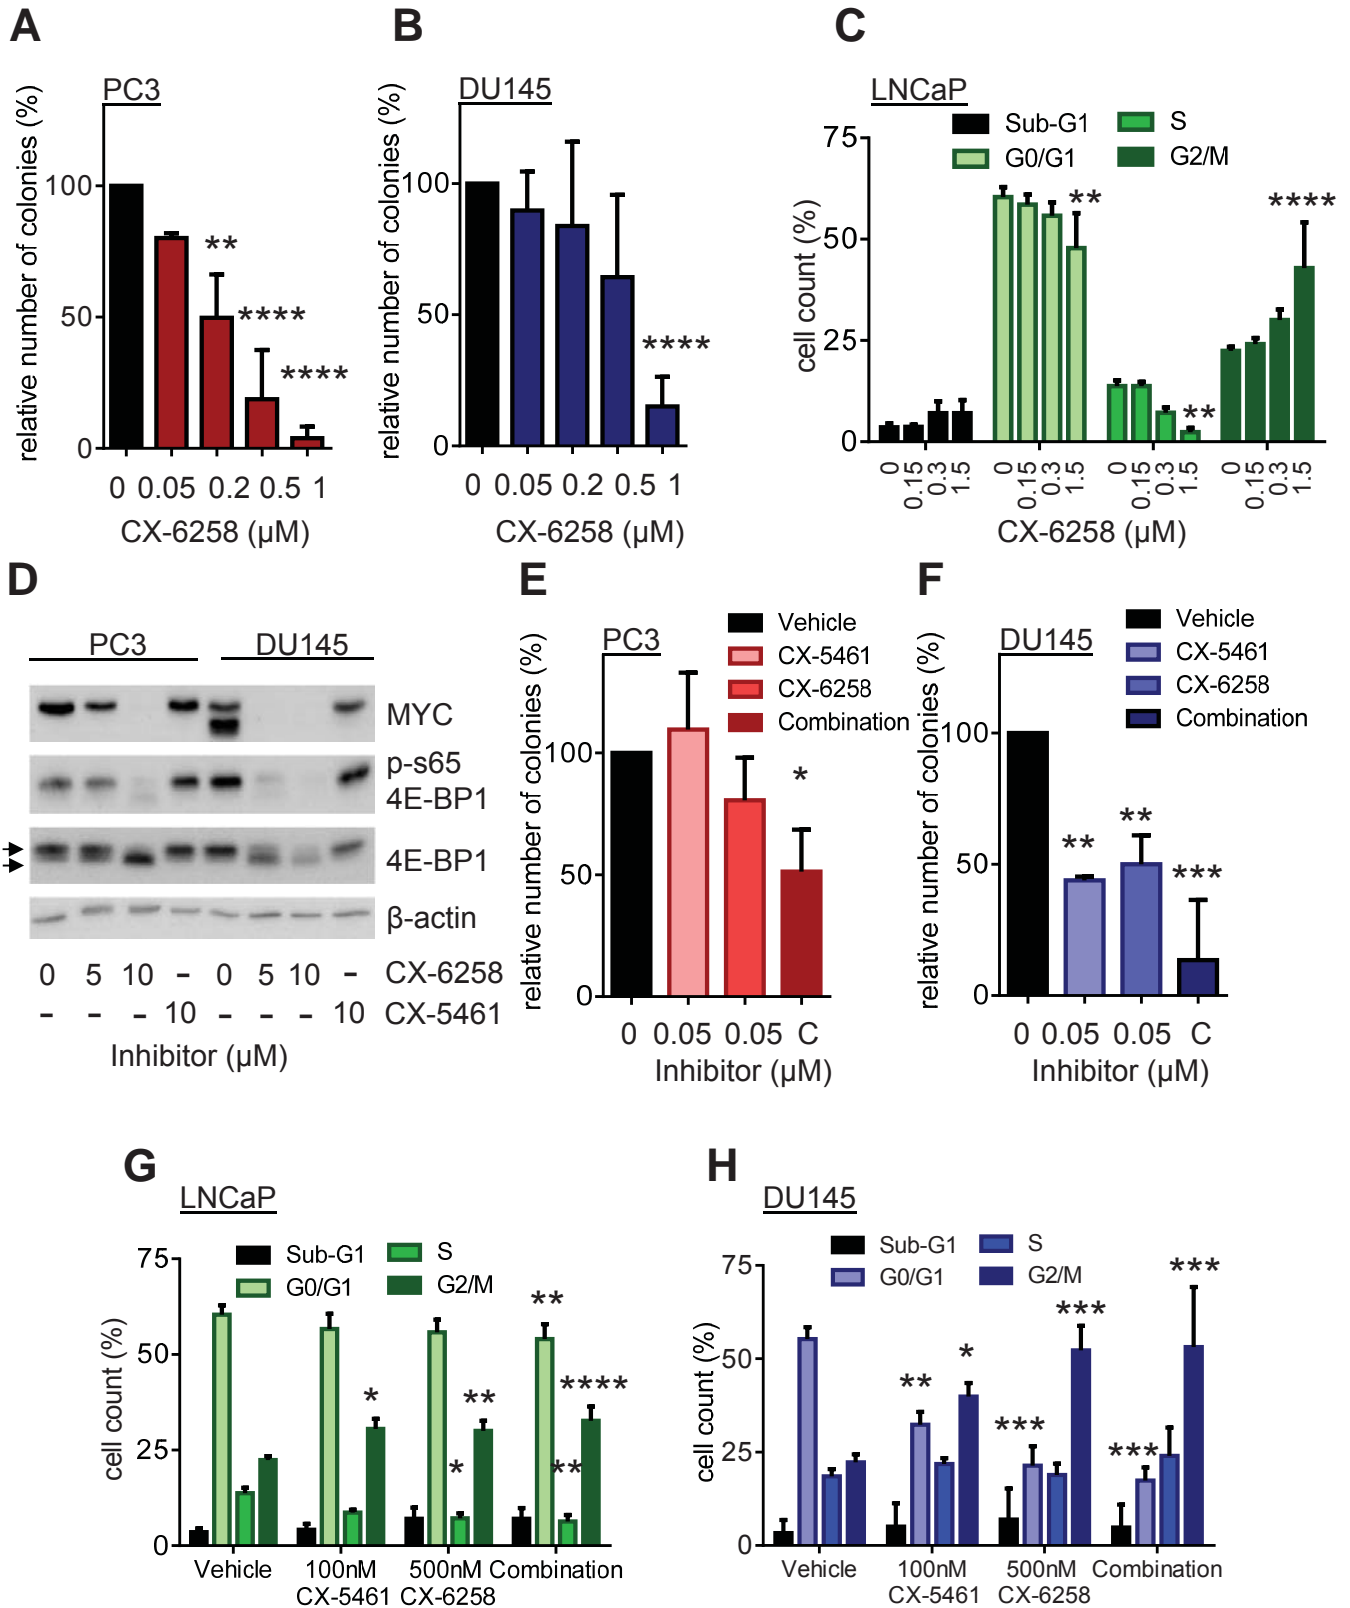 A
PC3
relative number of colonies (%)
100
50
0
** **** ****
0 0.05 0.2 0.5 1
CX-6258 (µM)
B
DU145
relative number of colonies (%)
100
50
0
****
0 0.05 0.2 0.5 1
CX-6258 (µM)
C
LNCaP
Sub-G1 S
G0/G1 G2/M
cell count (%)
75
50
25
0
** ** ****
0 0.15 0.3 1.5 0 0.15 0.3 1.5 0 0.15 0.3 1.5 0 0.15 0.3 1.5
CX-6258 (µM)
D
PC3 DU145
MYC
p-s65
4E-BP1
4E-BP1
β-actin
0 5 10 – 0 5 10 – CX-6258
– – – 10 – – – 10 CX-5461
Inhibitor (µM)
E
PC3
Vehicle
CX-5461
CX-6258
Combination
relative number of colonies (%)
100
50
0
*
0 0.05 0.05 C
Inhibitor (µM)
F
DU145
Vehicle
CX-5461
CX-6258
Combination
relative number of colonies (%)
100
50
0
** ** ***
0 0.05 0.05 C
Inhibitor (µM)
G
LNCaP
Sub-G1 S
G0/G1 G2/M
cell count (%)
75
50
25
0
* * ** ** ** ****
Vehicle 100nM 500nM Combination
CX-5461 CX-6258
H
DU145
Sub-G1 S
G0/G1 G2/M
cell count (%)
75
50
25
0
** * *** *** *** ***
Vehicle 100nM 500nM Combination
CX-5461 CX-6258